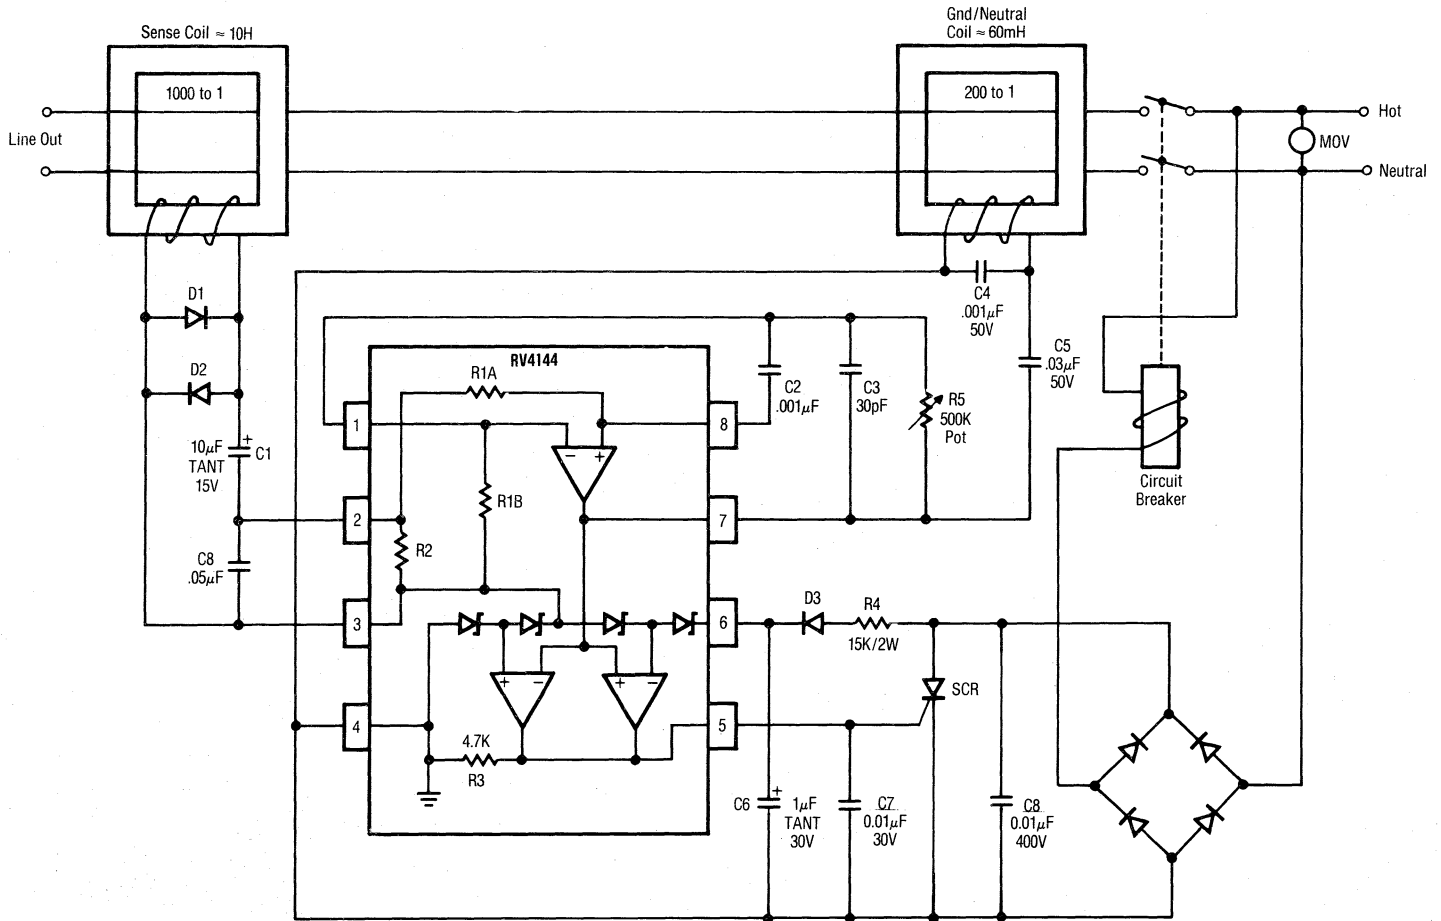 Sense Coil ≈ 10H
Gnd/Neutral
Coil ≈ 60mH
1000 to 1
200 to 1
Line Out
Hot
MOV
Neutral
D1
D2
10μF
TANT
15V
+
C1
C8
.05μF
C4
.001μF
50V
C5
.03μF
50V
RV4144
R1A
C2
.001μF
C3
30pF
R5
500K
Pot
1
8
−
+
R1B
Circuit
Breaker
2
7
R2
3
6
D3
R4
15K/2W
+
−
+
−
SCR
4
5
4.7K
R3
C6
+
1μF
TANT
30V
C7
0.01μF
30V
C8
0.01μF
400V